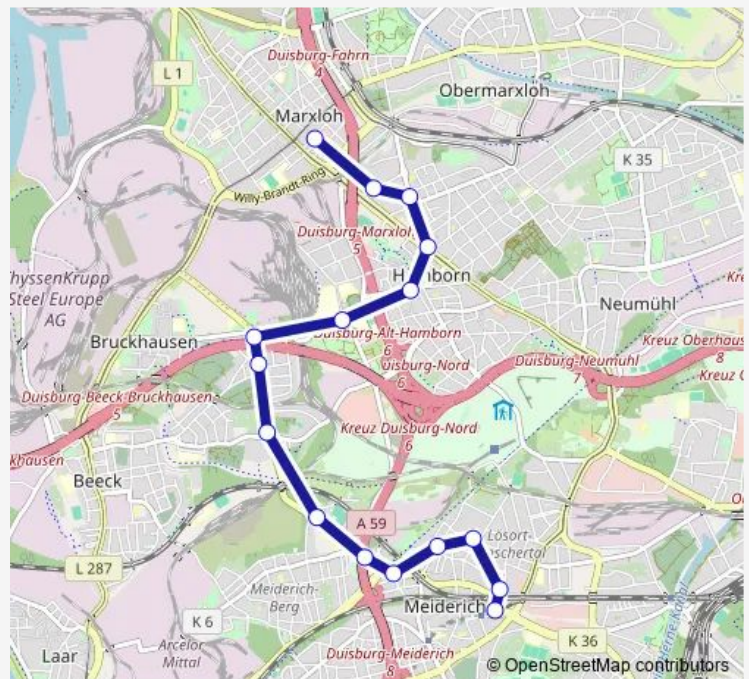 Duisburg-Fahrn
4
L 1
Obermarxloh
Marxloh
K 35
Willy-Brandt-Ring
Duisburg-Marxloh
5
ThyssenKrupp
Steel Europe
AG
Neumühl
Bruckhausen
Duisburg-Alt-Hamborn
6
Kreuz Oberhaus
8
Duisburg-Nord
6
Duisburg-Neumühl
7
Kreuz
Duisburg-Beeck-Bruckhausen
5
Kreuz Duisburg-Nord
6
khausen
Beeck
A 59
L 287
Meiderich-
Berg
Meiderich
K 6
K 36
Arcelor
Mittal
Laar
Duisburg-Meiderich
8
© OpenStreetMap contributors